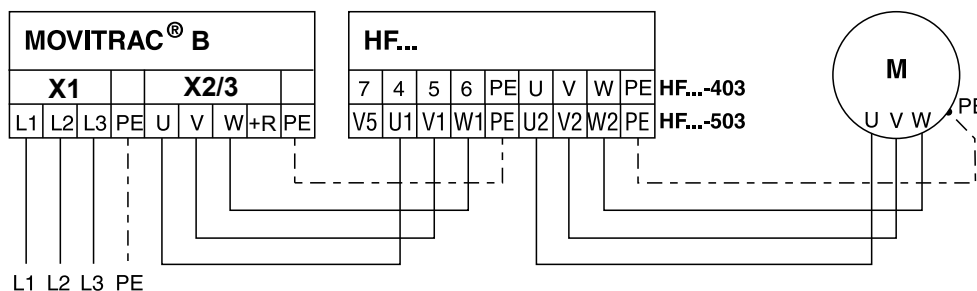 MOVITRAC® B HF...
M
X1 X2/3 7 4 5 6 PE U V W PE HF...-403
L1 L2 L3 PE U V W +R PE V5 U1 V1 W1 PE U2 V2 W2 PE HF...-503 U V W PE
L1 L2 L3 PE